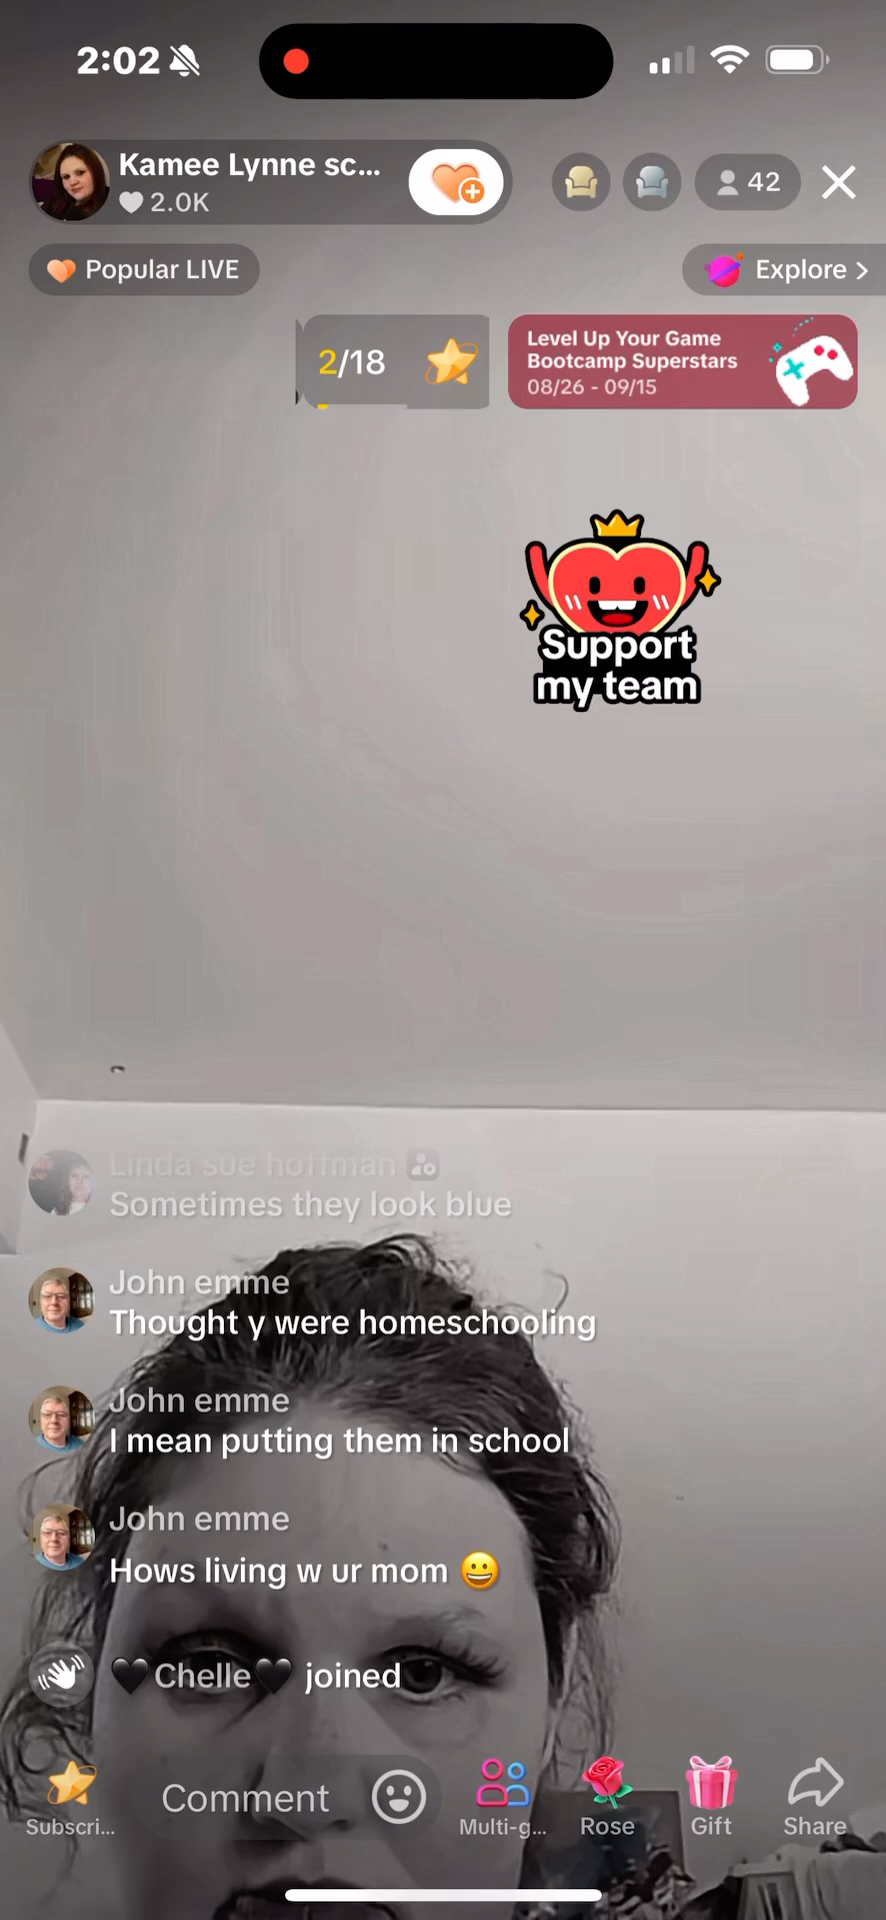 2:02
Kamee Lynne sc...
2.0K
42
Popular LIVE
Explore >
2/18
Level Up Your Game
Bootcamp Superstars
08/26 - 09/15
Support
my team
Linda sue hoffman
Sometimes they look blue
John emme
Thought y were homeschooling
John emme
I mean putting them in school
John emme
Hows living w ur mom 😀
🖤Chelle🖤 joined
Comment
Subscri...
Multi-g...
Rose
Gift
Share